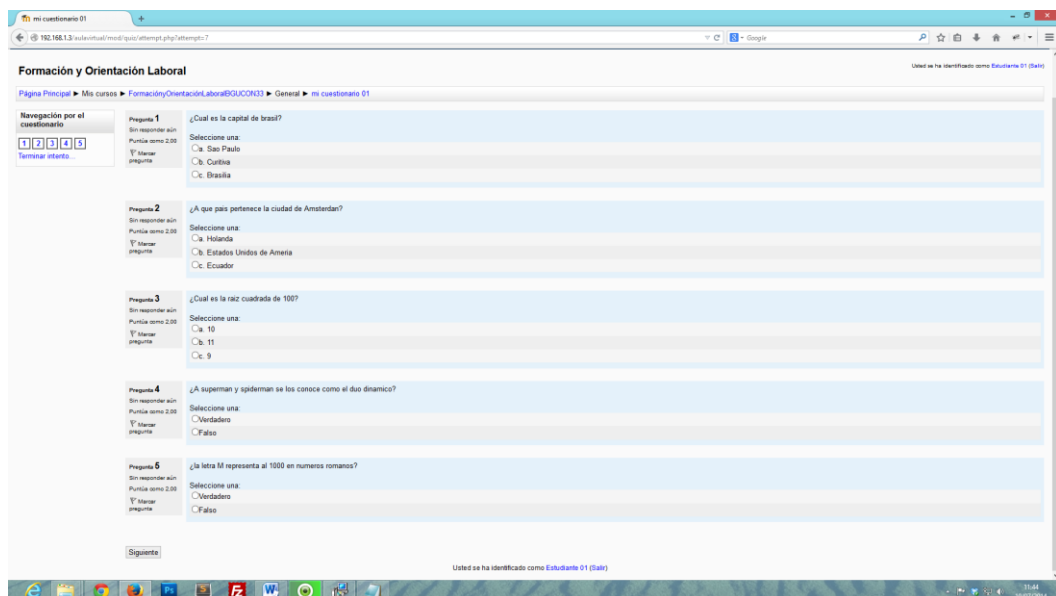 mi cuestionario 01
192.168.1.3/aulavirtual/mod/quiz/attempt.php?attempt=7
Google
Formación y Orientación Laboral
Usted se ha identificado como Estudiante 01 (Salir)
Página Principal ► Mis cursos ► FormaciónyOrientaciónLaboralBGUCON33 ► General ► mi cuestionario 01
Navegación por el
cuestionario
1 2 3 4 5
Terminar intento...
Pregunta 1
Sin responder aún
Puntúa como 2,00
Marcar
pregunta
¿Cual es la capital de brasil?
Seleccione una:
a. Sao Paulo
b. Curitiva
c. Brasilia
Pregunta 2
Sin responder aún
Puntúa como 2,00
Marcar
pregunta
¿A que pais pertenece la ciudad de Amsterdan?
Seleccione una:
a. Holanda
b. Estados Unidos de Ameria
c. Ecuador
Pregunta 3
Sin responder aún
Puntúa como 2,00
Marcar
pregunta
¿Cual es la raiz cuadrada de 100?
Seleccione una:
a. 10
b. 11
c. 9
Pregunta 4
Sin responder aún
Puntúa como 2,00
Marcar
pregunta
¿A superman y spiderman se los conoce como el duo dinamico?
Seleccione una:
Verdadero
Falso
Pregunta 5
Sin responder aún
Puntúa como 2,00
Marcar
pregunta
¿la letra M representa al 1000 en numeros romanos?
Seleccione una:
Verdadero
Falso
Siguiente
Usted se ha identificado como Estudiante 01 (Salir)
11:44